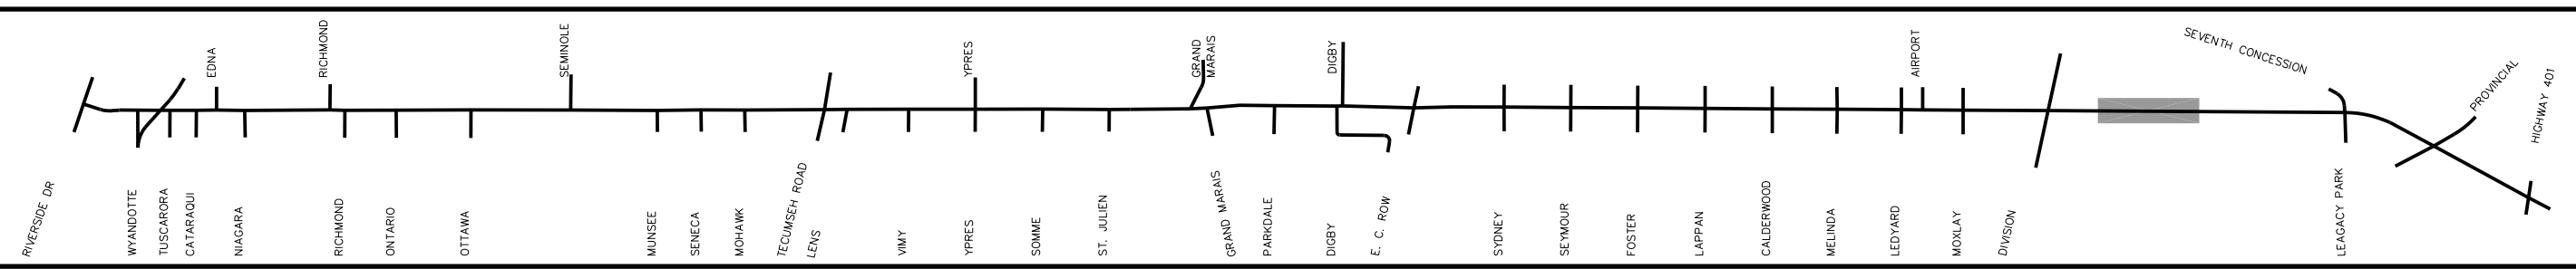 EDNA
RICHMOND
SEMINOLE
YPRES
GRAND
MARAIS
DIGBY
AIRPORT
SEVENTH CONCESSION
PROVINCIAL
HIGHWAY 401
RIVERSIDE DR
WYANDOTTE
TUSCARORA
CATARAQUI
NIAGARA
RICHMOND
ONTARIO
OTTAWA
MUNSEE
SENECA
MOHAWK
TECUMSEH ROAD
LENS
VIMY
YPRES
SOMME
ST. JULIEN
GRAND MARAIS
PARKDALE
DIGBY
E. C. ROW
SYDNEY
SEYMOUR
FOSTER
LAPPAN
CALDERWOOD
MELINDA
LEDYARD
MOXLAY
DIVISION
LEAGACY PARK